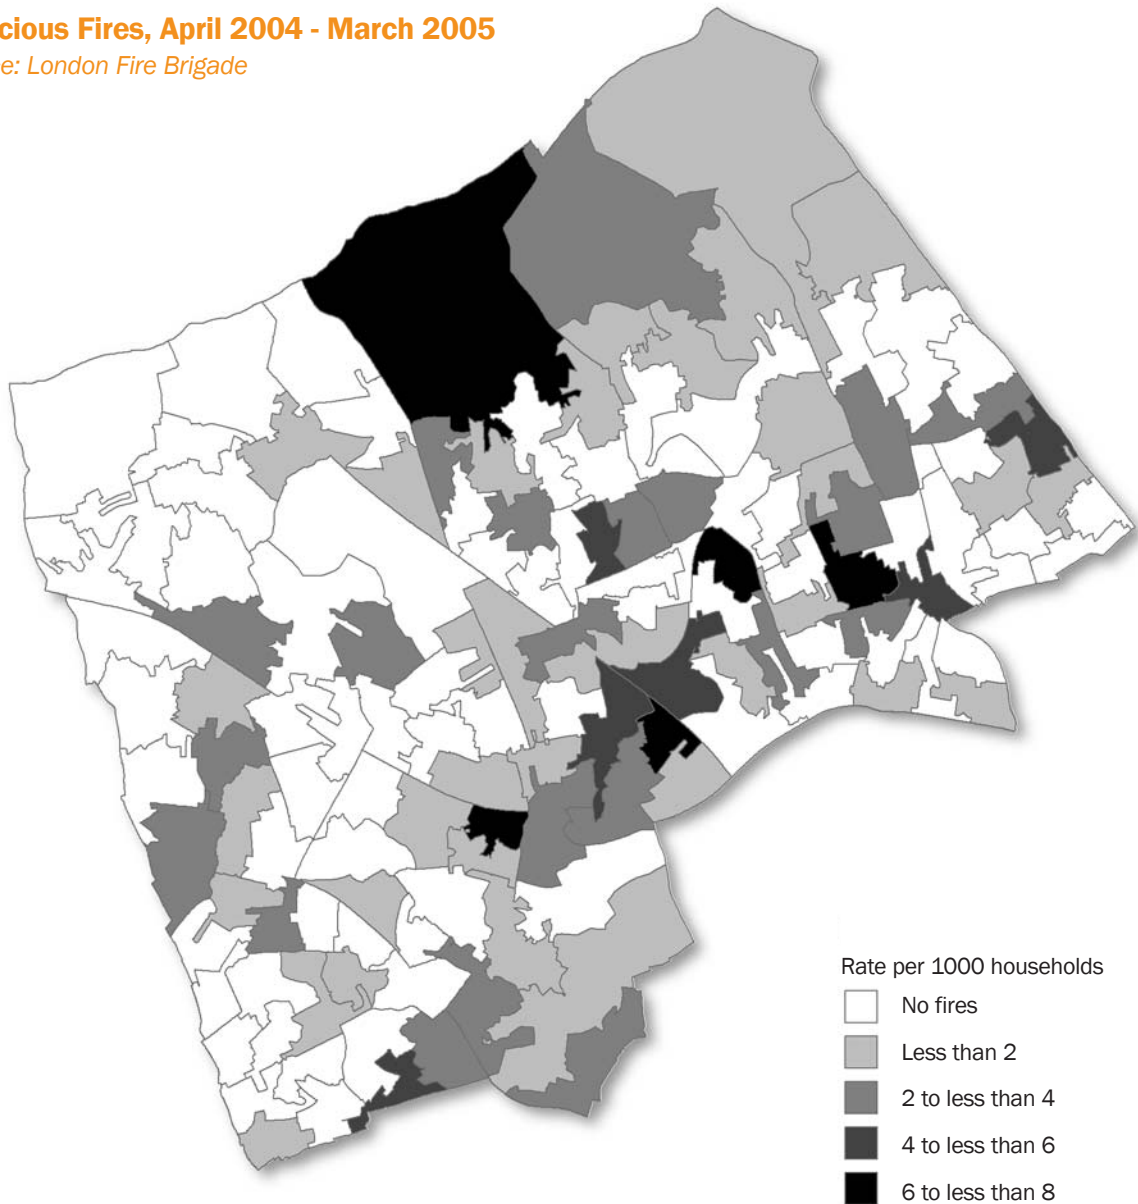 cious Fires, April 2004 - March 2005
e: London Fire Brigade
Rate per 1000 households
No fires
Less than 2
2 to less than 4
4 to less than 6
6 to less than 8